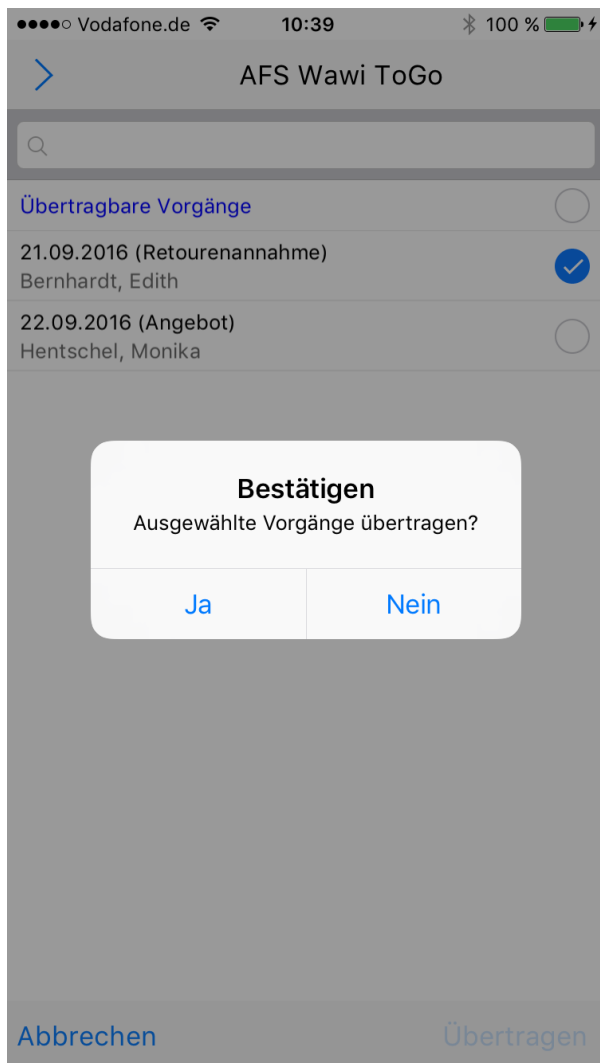 ●●●●○ Vodafone.de 10:39 100 %
AFS Wawi ToGo
Übertragbare Vorgänge
21.09.2016 (Retourenannahme)
Bernhardt, Edith
22.09.2016 (Angebot)
Hentschel, Monika
Bestätigen
Ausgewählte Vorgänge übertragen?
Ja Nein
Abbrechen Übertragen